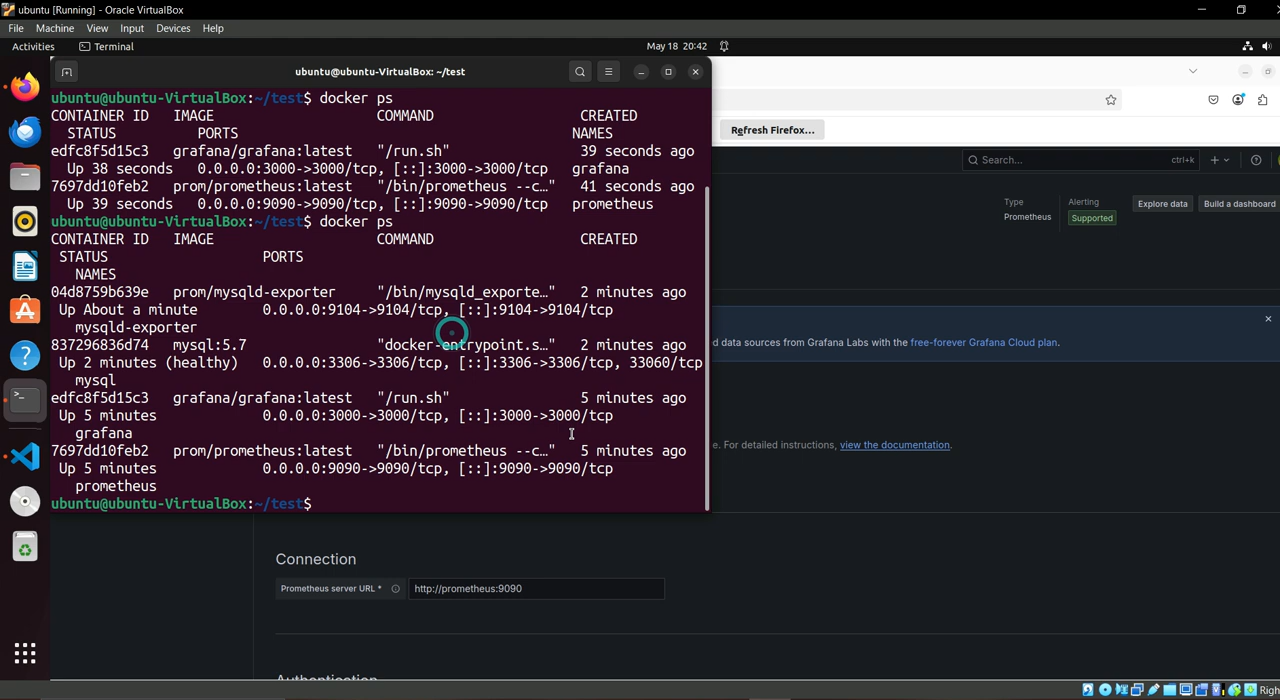 ubuntu [Running] - Oracle VirtualBox
File Machine View Input Devices Help
Activities Terminal May 18 20:42
ubuntu@ubuntu-VirtualBox: ~/test
ubuntu@ubuntu-VirtualBox:~/test$ docker ps
CONTAINER ID IMAGE COMMAND CREATED
STATUS PORTS NAMES
edfc8f5d15c3 grafana/grafana:latest "/run.sh" 39 seconds ago
Up 38 seconds 0.0.0.0:3000->3000/tcp, [::]:3000->3000/tcp grafana
7697dd10feb2 prom/prometheus:latest "/bin/prometheus --c…" 41 seconds ago
Up 39 seconds 0.0.0.0:9090->9090/tcp, [::]:9090->9090/tcp prometheus
ubuntu@ubuntu-VirtualBox:~/test$ docker ps
CONTAINER ID IMAGE COMMAND CREATED
STATUS PORTS
NAMES
04d8759b639e prom/mysqld-exporter "/bin/mysqld_exporte…" 2 minutes ago
Up About a minute 0.0.0.0:9104->9104/tcp, [::]:9104->9104/tcp
mysqld-exporter
837296836d74 mysql:5.7 "docker-entrypoint.s…" 2 minutes ago
Up 2 minutes (healthy) 0.0.0.0:3306->3306/tcp, [::]:3306->3306/tcp, 33060/tcp
mysql
edfc8f5d15c3 grafana/grafana:latest "/run.sh" 5 minutes ago
Up 5 minutes 0.0.0.0:3000->3000/tcp, [::]:3000->3000/tcp
grafana
7697dd10feb2 prom/prometheus:latest "/bin/prometheus --c…" 5 minutes ago
Up 5 minutes 0.0.0.0:9090->9090/tcp, [::]:9090->9090/tcp
prometheus
ubuntu@ubuntu-VirtualBox:~/test$
Refresh Firefox…
Search... ctrl+k
Type
Prometheus
Alerting
Supported
Explore data
Build a dashboard
d data sources from Grafana Labs with the free-forever Grafana Cloud plan.
e. For detailed instructions, view the documentation.
Connection
Prometheus server URL * http://prometheus:9090
Authentication
Righ